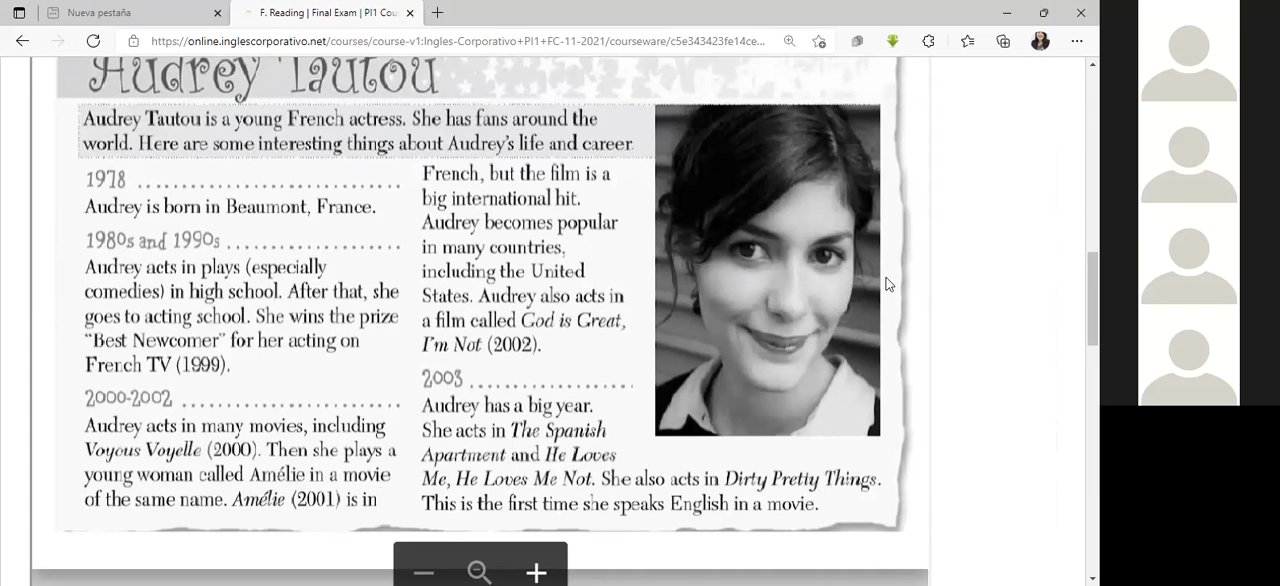 Nueva pestaña
F. Reading | Final Exam | PI1 Cou
https://online.inglescorporativo.net/courses/course-v1:Ingles-Corporativo+PI1+FC-11-2021/courseware/c5e343423fe14ce...
Audrey Tautou
Audrey Tautou is a young French actress. She has fans around the
world. Here are some interesting things about Audrey's life and career
1978
Audrey is born in Beaumont, France.
1980s and 1990s
Audrey acts in plays (especially
comedies) in high school. After that, she
goes to acting school. She wins the prize
"Best Newcomer" for her acting on
French TV (1999).
2000-2002
Audrey acts in many movies, including
Voyous Voyelle (2000). Then she plays a
young woman called Amélie in a movie
of the same name. Amélie (2001) is in
French, but the film is a
big international hit.
Audrey becomes popular
in many countries,
including the United
States. Audrey also acts in
a film called God is Great,
I'm Not (2002).
2003
Audrey has a big year.
She acts in The Spanish
Apartment and He Loves
Me, He Loves Me Not. She also acts in Dirty Pretty Things.
This is the first time she speaks English in a movie.